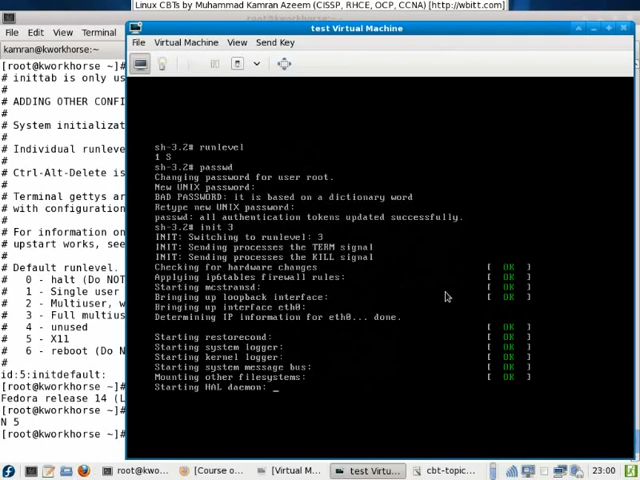 Linux CBTs by Muhammad Kamran Azeem (CISSP, RHCE, OCP, CCNA) [http://wbitt.com]
File Edit View Terminal
kamran@kworkhorse:~
[root@kworkhorse ~]#
# inittab is only us
#
# ADDING OTHER CONFI
#
# System initializat
#
# Individual runleve
#
# Ctrl-Alt-Delete is
#
# Terminal gettys ar
# with configuration
#
# For information on
# upstart works, see
#
# Default runlevel.
# 0 - halt (Do NOT
# 1 - Single user
# 2 - Multiuser, w
# 3 - Full multius
# 4 - unused
# 5 - X11
# 6 - reboot (Do N
#
id:5:initdefault:
[root@kworkhorse ~]#
Fedora release 14 (L
[root@kworkhorse ~]#
N 5
[root@kworkhorse ~]#
test Virtual Machine
File Virtual Machine View Send Key
sh-3.2# runlevel
1 S
sh-3.2# passwd
Changing password for user root.
New UNIX password:
BAD PASSWORD: it is based on a dictionary word
Retype new UNIX password:
passwd: all authentication tokens updated successfully.
sh-3.2# init 3
INIT: Switching to runlevel: 3
INIT: Sending processes the TERM signal
INIT: Sending processes the KILL signal
Checking for hardware changes [ OK ]
Applying ip6tables firewall rules: [ OK ]
Starting mcstransd: [ OK ]
Bringing up loopback interface: [ OK ]
Bringing up interface eth0:
Determining IP information for eth0... done.
[ OK ]
Starting restorecond: [ OK ]
Starting system logger: [ OK ]
Starting kernel logger: [ OK ]
Starting system message bus: [ OK ]
Mounting other filesystems: [ OK ]
Starting HAL daemon: _
root@kwo... [Course o... [Virtual M... test Virtu... cbt-topic... 23:00